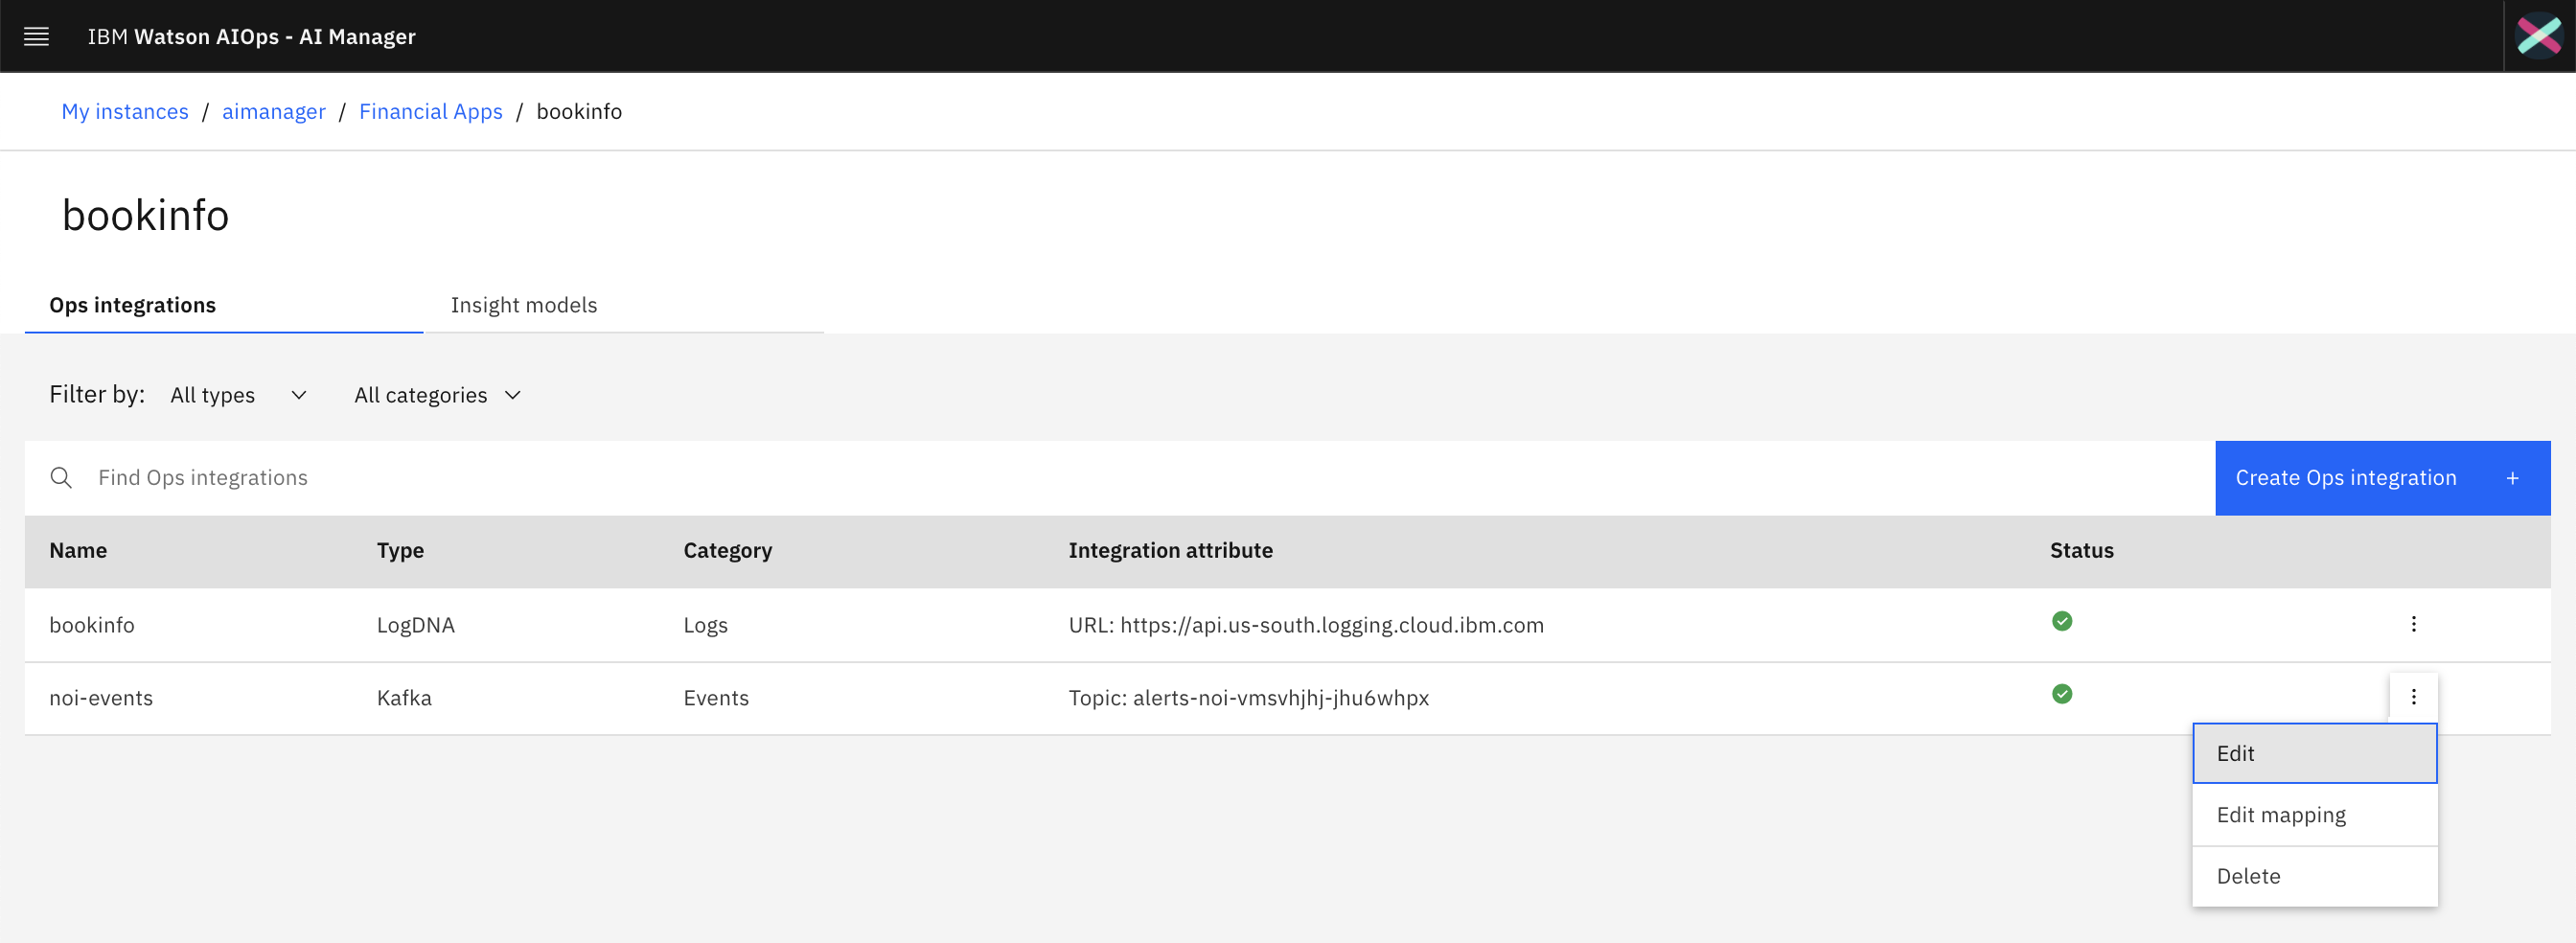 IBM Watson AIOps - AI Manager
My instances / aimanager / Financial Apps / bookinfo
bookinfo
Ops integrations Insight models
Filter by: All types All categories
Find Ops integrations Create Ops integration +
Name Type Category Integration attribute Status
bookinfo LogDNA Logs URL: https://api.us-south.logging.cloud.ibm.com
noi-events Kafka Events Topic: alerts-noi-vmsvhjhj-jhu6whpx
Edit
Edit mapping
Delete